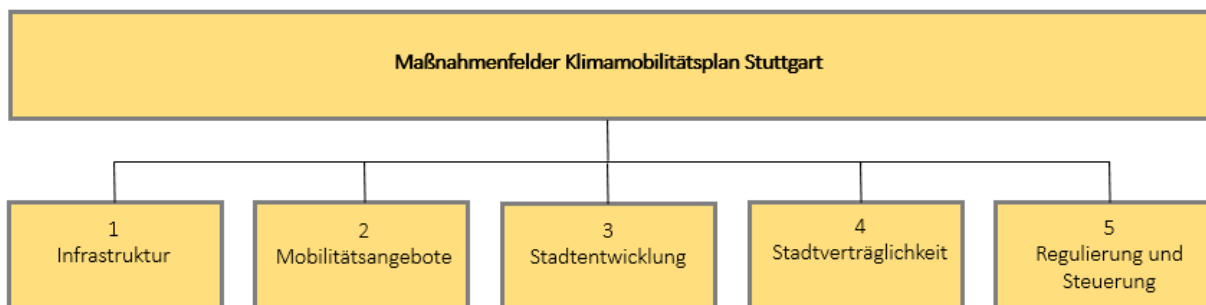 Maßnahmenfelder Klimamobilitätsplan Stuttgart
1
Infrastruktur
2
Mobilitätsangebote
3
Stadtentwicklung
4
Stadtverträglichkeit
5
Regulierung und
Steuerung